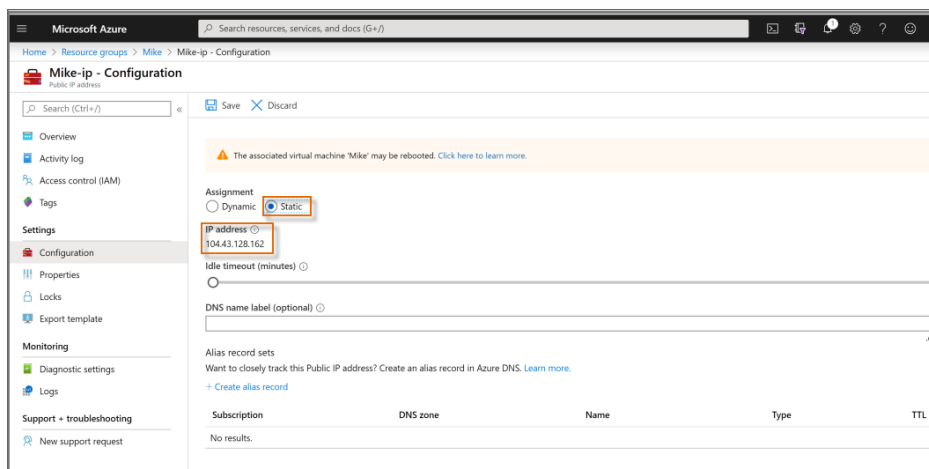 Microsoft Azure
Search resources, services, and docs (G+/)
1
Home > Resource groups > Mike > Mike-ip - Configuration
Mike-ip - Configuration
Public IP address
Search (Ctrl+/)
«
Save
Discard
Overview
Activity log
Access control (IAM)
Tags
Settings
Configuration
Properties
Locks
Export template
Monitoring
Diagnostic settings
Logs
Support + troubleshooting
New support request
The associated virtual machine 'Mike' may be rebooted. Click here to learn more.
Assignment
Dynamic Static
IP address
104.43.128.162
Idle timeout (minutes)
DNS name label (optional)
Alias record sets
Want to closely track this Public IP address? Create an alias record in Azure DNS. Learn more.
+ Create alias record
Subscription DNS zone Name Type TTL
No results.